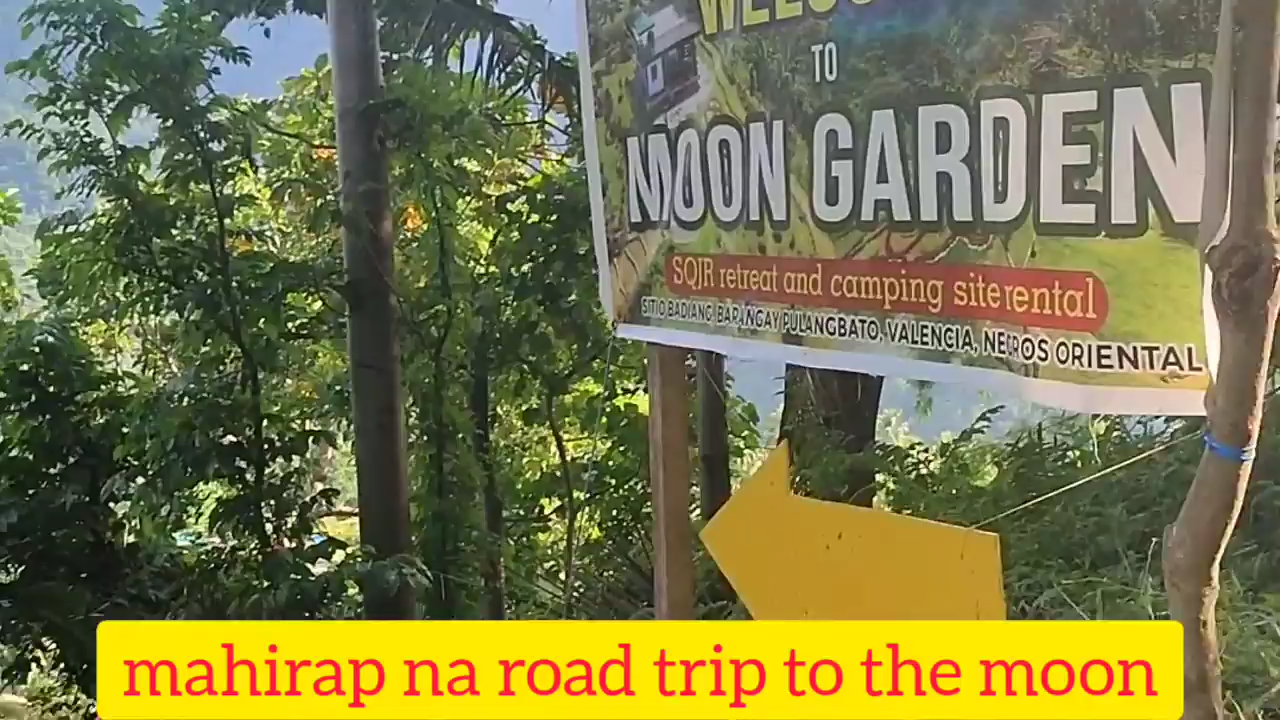 WELCOME
TO
MOON GARDEN
SQJR retreat and camping site rental
SITIO BADIANG BARANGAY PULANGBATO, VALENCIA, NEGROS ORIENTAL
mahirap na road trip to the moon